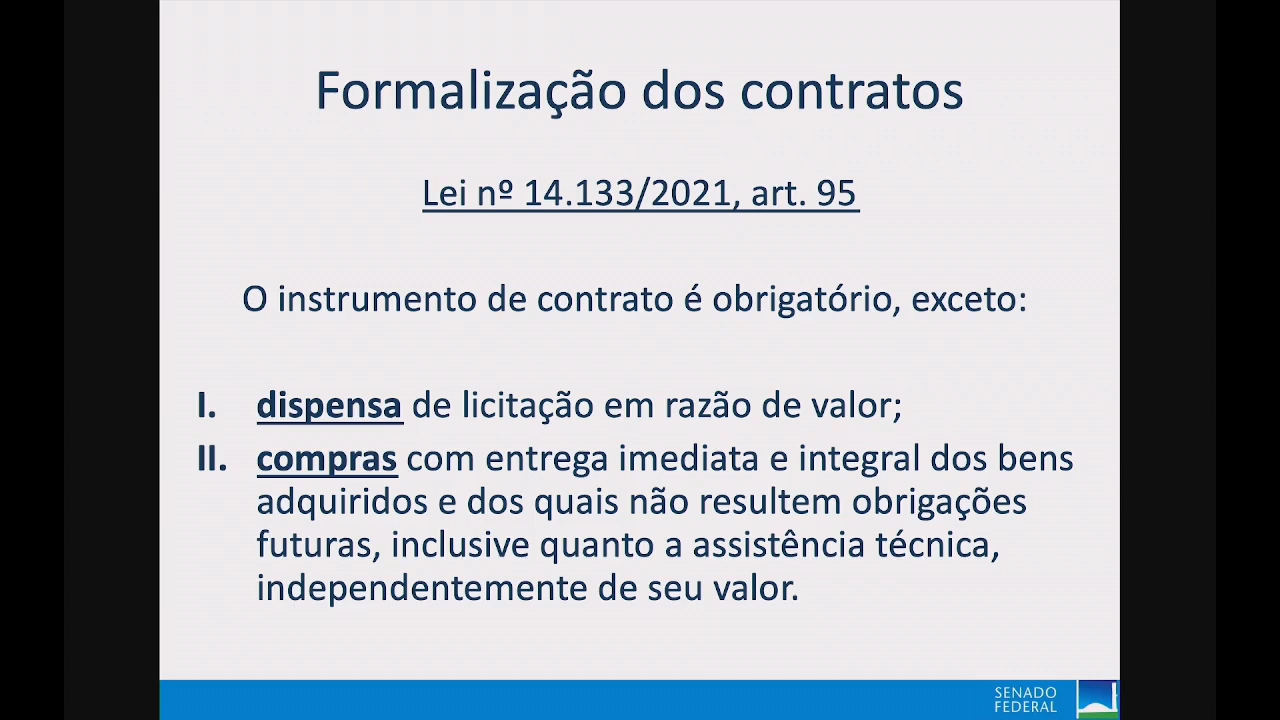 Formalização dos contratos
Lei nº 14.133/2021, art. 95
O instrumento de contrato é obrigatório, exceto:
I. dispensa de licitação em razão de valor;
II. compras com entrega imediata e integral dos bens
adquiridos e dos quais não resultem obrigações
futuras, inclusive quanto a assistência técnica,
independentemente de seu valor.
SENADO
FEDERAL